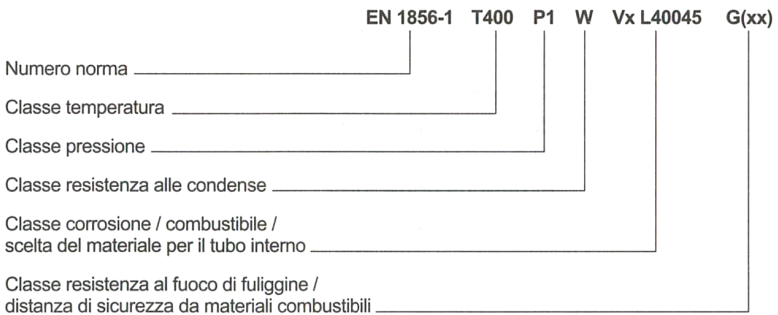 EN 1856-1 T400 P1 W Vx L40045 G(xx)
Numero norma
Classe temperatura
Classe pressione
Classe resistenza alle condense
Classe corrosione / combustibile /
scelta del materiale per il tubo interno
Classe resistenza al fuoco di fuliggine /
distanza di sicurezza da materiali combustibili